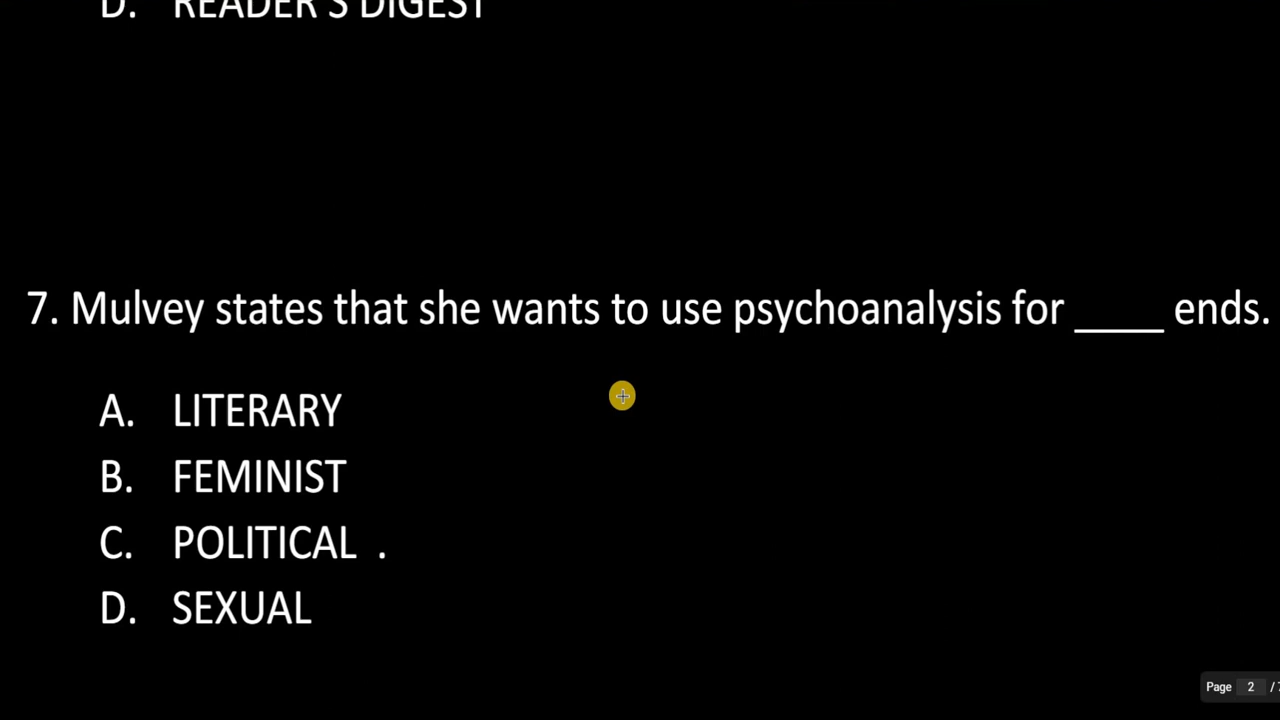 D. READER'S DIGEST
7. Mulvey states that she wants to use psychoanalysis for _____ ends.
A. LITERARY
B. FEMINIST
C. POLITICAL .
D. SEXUAL
Page 2 / 7